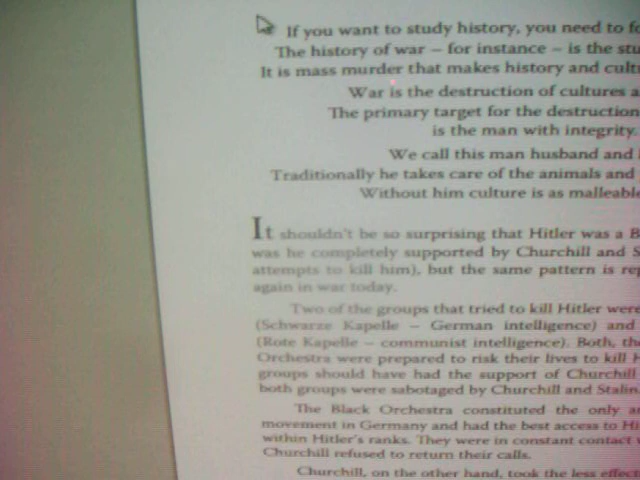 If you want to study history, you need to
The history of war – for instance – is the
It is mass murder that makes history and
War is the destruction of cultures
The primary target for the destruction
is the man with integrity.
We call this man husband and
Traditionally he takes care of the animals and
Without him culture is as malleable
It shouldn't be so surprising that Hitler was a
was he completely supported by Churchill and
attempts to kill him), but the same pattern is
again in war today.
Two of the groups that tried to kill Hitler were
(Schwarze Kapelle – German intelligence) and
(Rote Kapelle – communist intelligence). Both,
Orchestra were prepared to risk their lives to kill
groups should have had the support of Churchill
both groups were sabotaged by Churchill and Stalin
The Black Orchestra constituted the only
movement in Germany and had the best access to
within Hitler's ranks. They were in constant contact
Churchill refused to return their calls.
Churchill, on the other hand, took the less